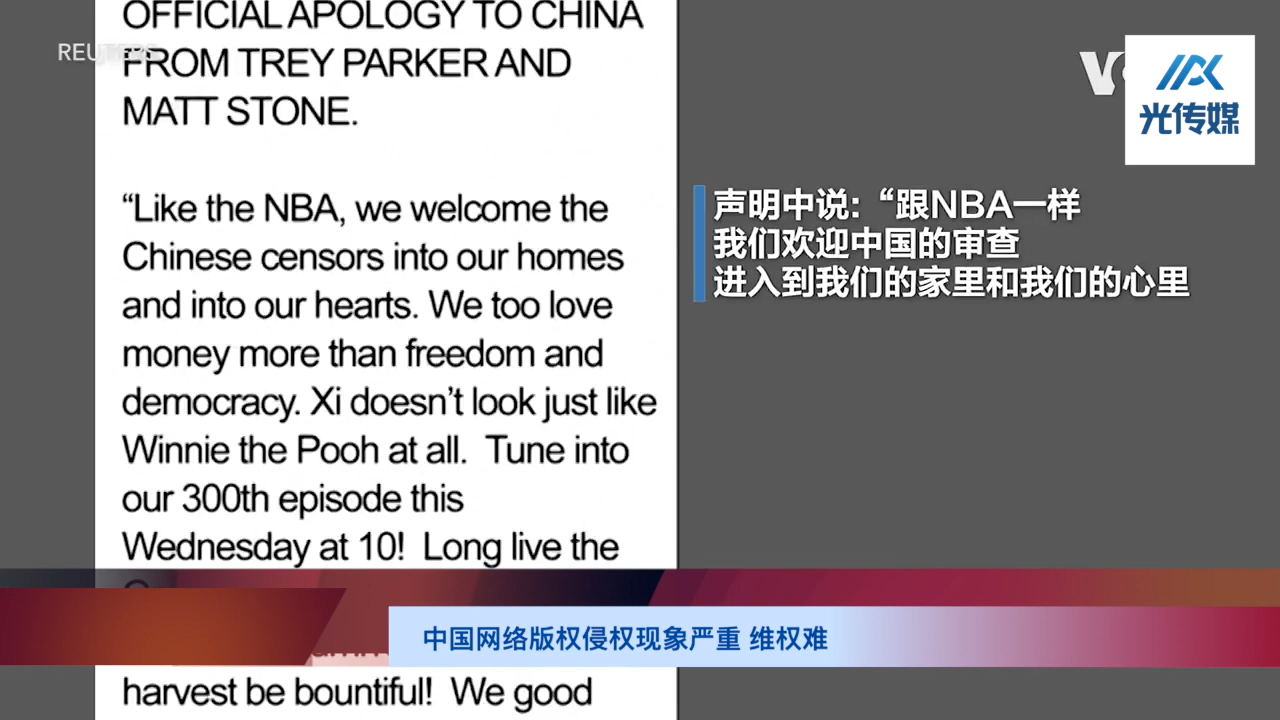 OFFICIAL APOLOGY TO CHINA
FROM TREY PARKER AND
MATT STONE.
“Like the NBA, we welcome the
Chinese censors into our homes
and into our hearts. We too love
money more than freedom and
democracy. Xi doesn’t look just like
Winnie the Pooh at all. Tune into
our 300th episode this
Wednesday at 10! Long live the
harvest be bountiful! We good
REUTERS
光传媒
声明中说:“跟NBA一样
我们欢迎中国的审查
进入到我们的家里和我们的心里
中国网络版权侵权现象严重 维权难